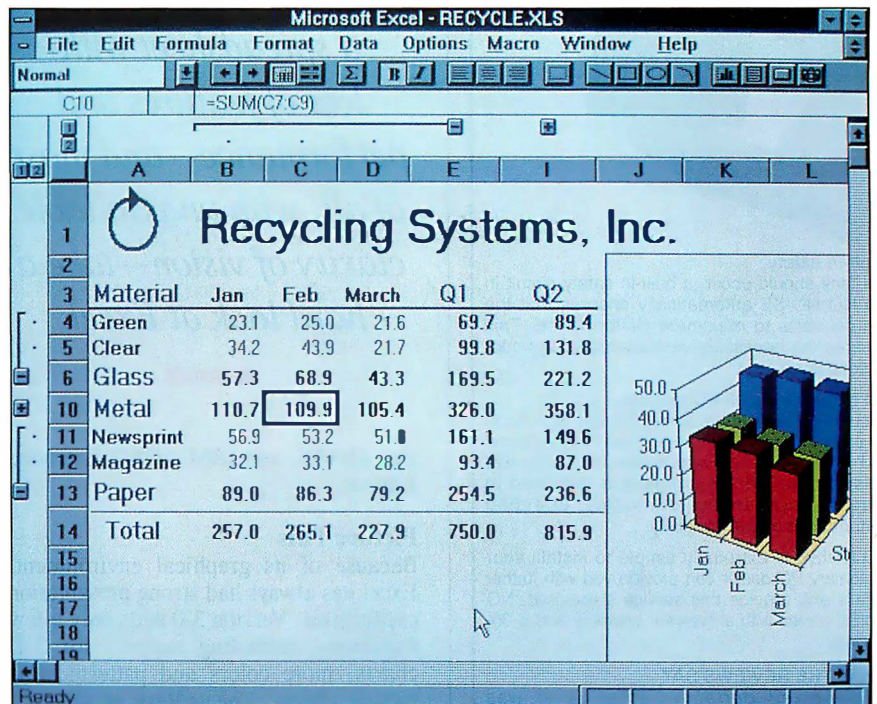 Microsoft Excel - RECYCLE.XLS
File Edit Formula Format Data Options Macro Window Help
Normal Σ B I
C10 =SUM(C7:C9)
1
2
1 2 A B C D E I J K L
1 Recycling Systems, Inc.
2
3 Material Jan Feb March Q1 Q2
4 Green 23.1 25.0 21.6 69.7 89.4
5 Clear 34.2 43.9 21.7 99.8 131.8
6 Glass 57.3 68.9 43.3 169.5 221.2
10 Metal 110.7 109.9 105.4 326.0 358.1
11 Newsprint 56.9 53.2 161.1 149.6
12 Magazine 32.1 33.1 28.2 93.4 87.0
13 Paper 89.0 86.3 79.2 254.5 236.6
14 Total 257.0 265.1 227.9 750.0 815.9
15
16
17
18
19
50.0
40.0
30.0
20.0
10.0
0.0
Jan
Feb
March
Ready